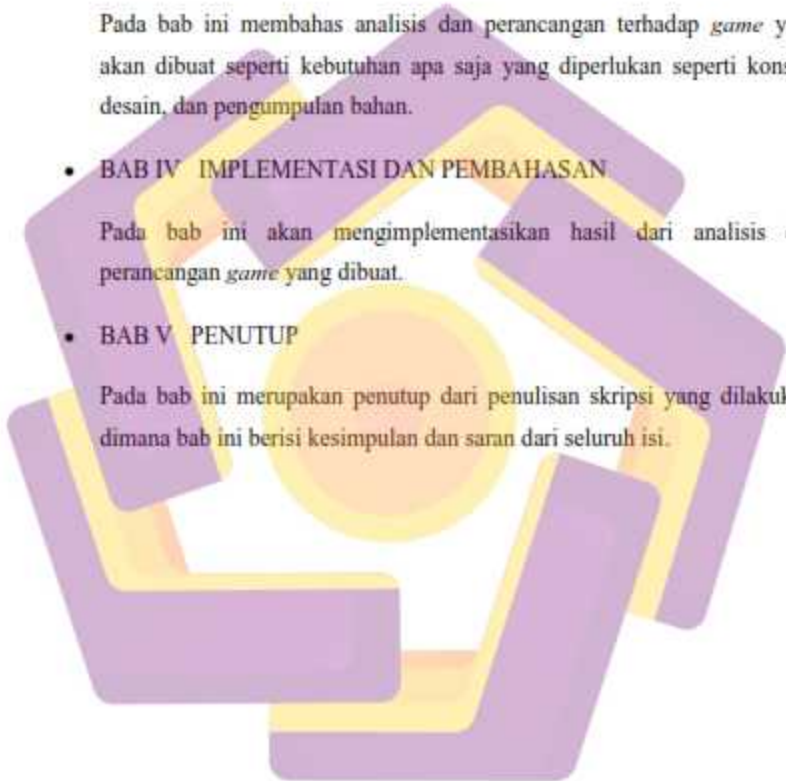 Pada bab ini membahas analisis dan perancangan terhadap game y
akan dibuat seperti kebutuhan apa saja yang diperlukan seperti kons
desain, dan pengumpulan bahan.
• BAB IV IMPLEMENTASI DAN PEMBAHASAN
Pada bab ini akan mengimplementasikan hasil dari analisis
perancangan game yang dibuat.
• BAB V PENUTUP
Pada bab ini merupakan penutup dari penulisan skripsi yang dilakuk
dimana bab ini berisi kesimpulan dan saran dari seluruh isi.